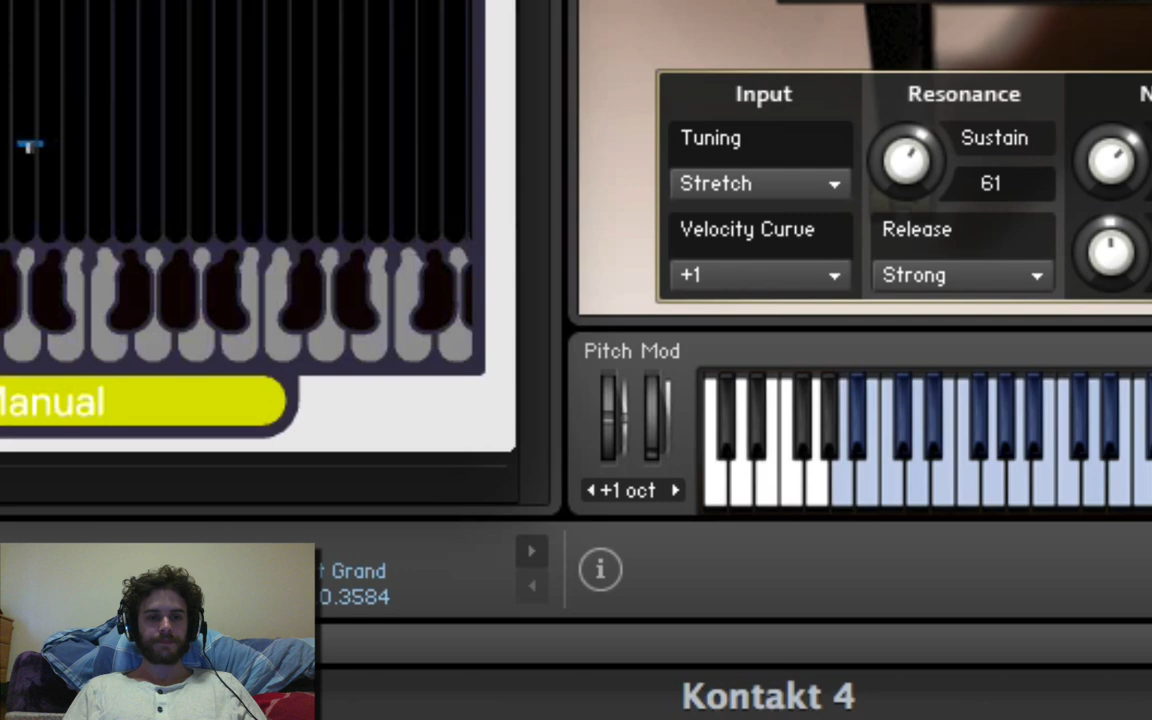 Input
Resonance
Tuning
Sustain
Stretch
61
Velocity Curve
Release
+1
Strong
Pitch Mod
+1 oct
Manual
i
t Grand
0.3584
Kontakt 4